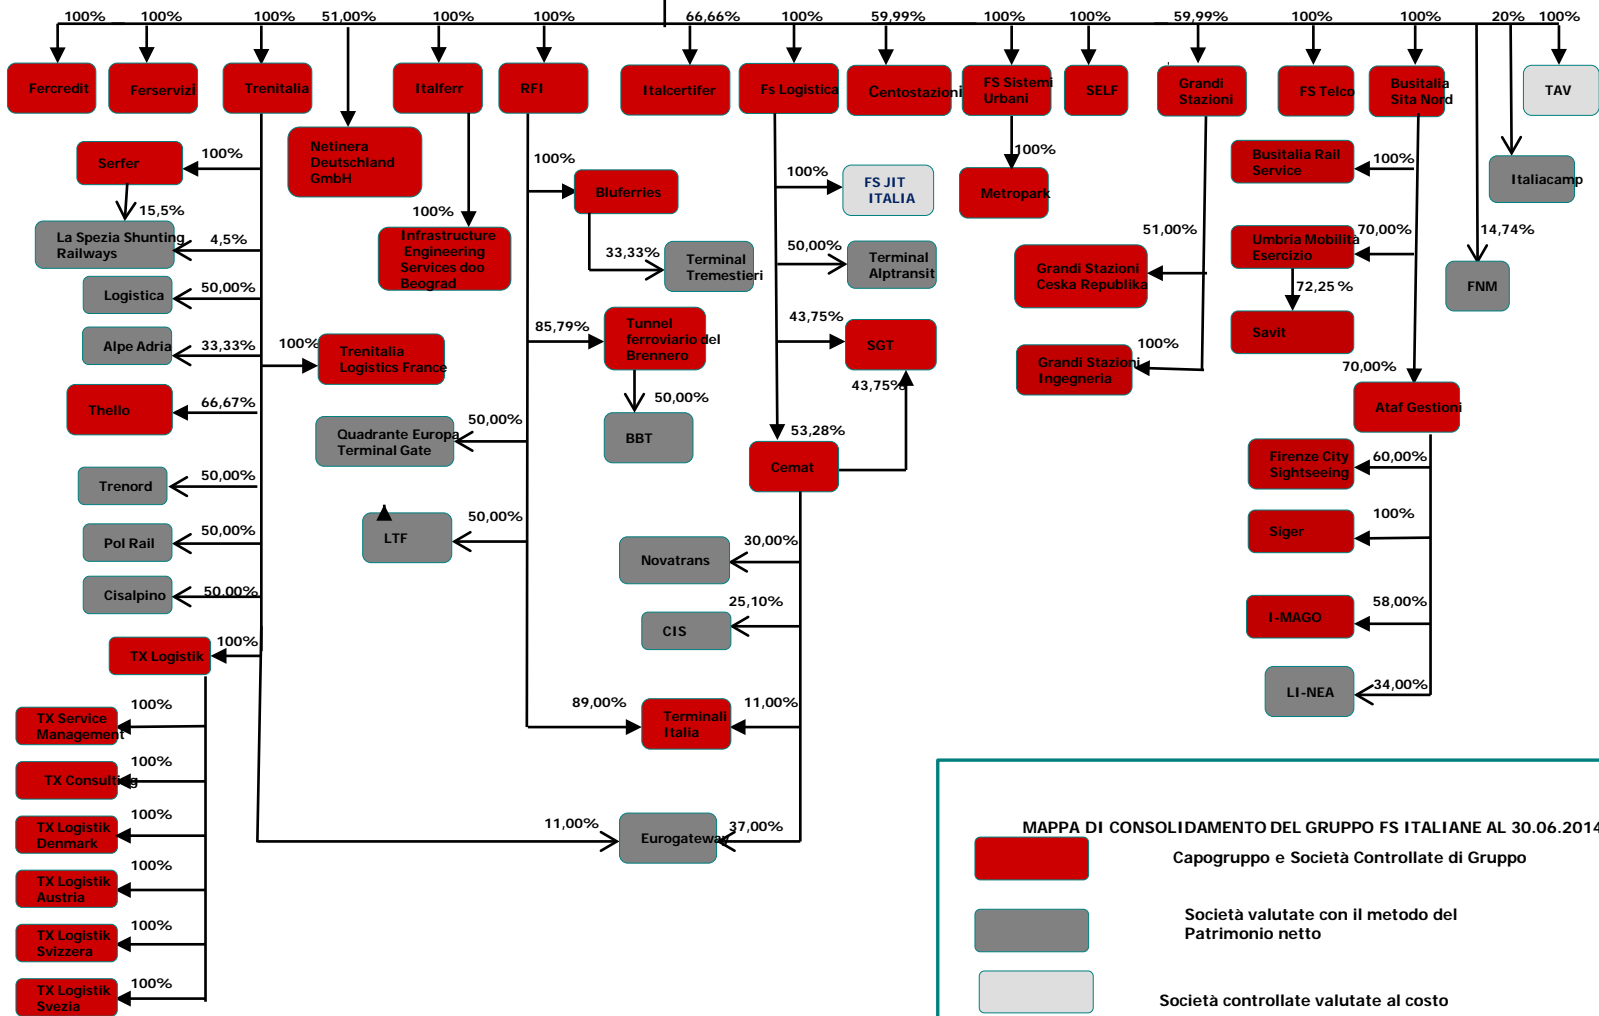 100% 100% 100% 51,00% 100% 100% 66,66% 100% 59,99% 100% 100% 59,99% 100% 100% 20% 100%
Fercredit
Ferservizi
Trenitalia
Italferr
RFI
Italcertifer
Fs Logistica
Centostazioni
FS Sistemi
Urbani
SELF
Grandi
Stazioni
FS Telco
Busitalia
Sita Nord
TAV
Netinera
Deutschland
GmbH
Serfer
100%
15,5%
La Spezia Shunting
Railways
4,5%
Logistica
50,00%
Alpe Adria
33,33%
100%
Trenitalia
Logistics France
Thello
66,67%
Trenord
50,00%
Pol Rail
50,00%
Cisalpino
50,00%
TX Logistik
100%
TX Service
Management
100%
TX Consulting
100%
TX Logistik
Denmark
100%
TX Logistik
Austria
100%
TX Logistik
Svizzera
100%
TX Logistik
Svezia
100%
100%
Infrastructure
Engineering
Services doo
Beograd
100%
Bluferries
33,33%
Terminal
Tremestieri
85,79%
Tunnel
ferroviario del
Brennero
50,00%
BBT
Quadrante Europa
Terminal Gate
50,00%
LTF
50,00%
89,00%
Terminali
Italia
11,00%
11,00%
Eurogateway
37,00%
100%
FS JIT
ITALIA
50,00%
Terminal
Alptransit
43,75%
SGT
43,75%
53,28%
Cemat
Novatrans
30,00%
CIS
25,10%
100%
Metropark
51,00%
Grandi Stazioni
Ceska Republika
100%
Grandi Stazioni
Ingegneria
Busitalia Rail
Service
100%
Umbria Mobilità
Esercizio
70,00%
72,25 %
Savit
70,00%
Ataf Gestioni
Firenze City
Sightseeing
60,00%
Siger
100%
I-MAGO
58,00%
LI-NEA
34,00%
Italiacamp
14,74%
FNM
MAPPA DI CONSOLIDAMENTO DEL GRUPPO FS ITALIANE AL 30.06.2014
Capogruppo e Società Controllate di Gruppo
Società valutate con il metodo del
Patrimonio netto
Società controllate valutate al costo